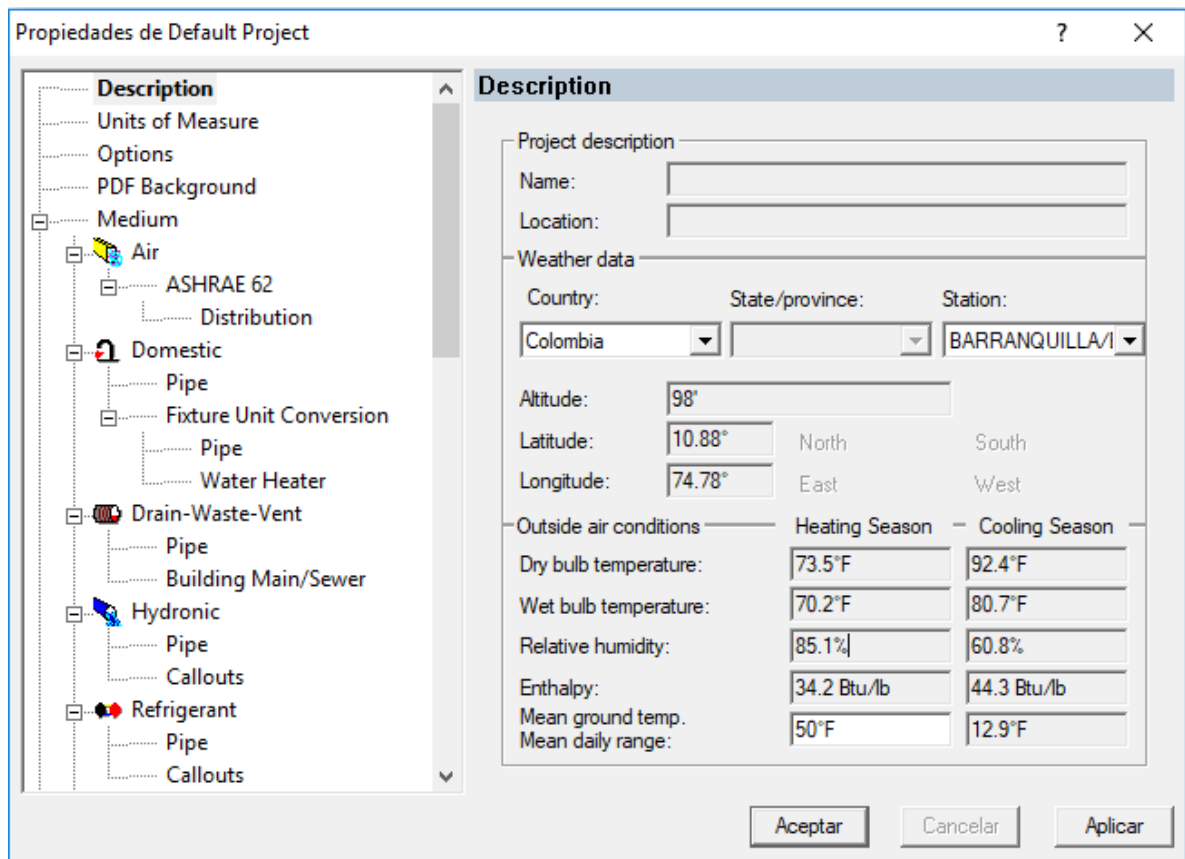 Propiedades de Default Project
?
Description
Units of Measure
Options
PDF Background
Medium
Air
ASHRAE 62
Distribution
Domestic
Pipe
Fixture Unit Conversion
Pipe
Water Heater
Drain-Waste-Vent
Pipe
Building Main/Sewer
Hydronic
Pipe
Callouts
Refrigerant
Pipe
Callouts
Description
Project description
Name:
Location:
Weather data
Country: State/province: Station:
Colombia BARRANQUILLA/
Altitude: 98'
Latitude: 10.88° North South
Longitude: 74.78° East West
Outside air conditions Heating Season Cooling Season
Dry bulb temperature: 73.5°F 92.4°F
Wet bulb temperature: 70.2°F 80.7°F
Relative humidity: 85.1% 60.8%
Enthalpy: 34.2 Btu/lb 44.3 Btu/lb
Mean ground temp.
Mean daily range: 50°F 12.9°F
Aceptar Cancelar Aplicar